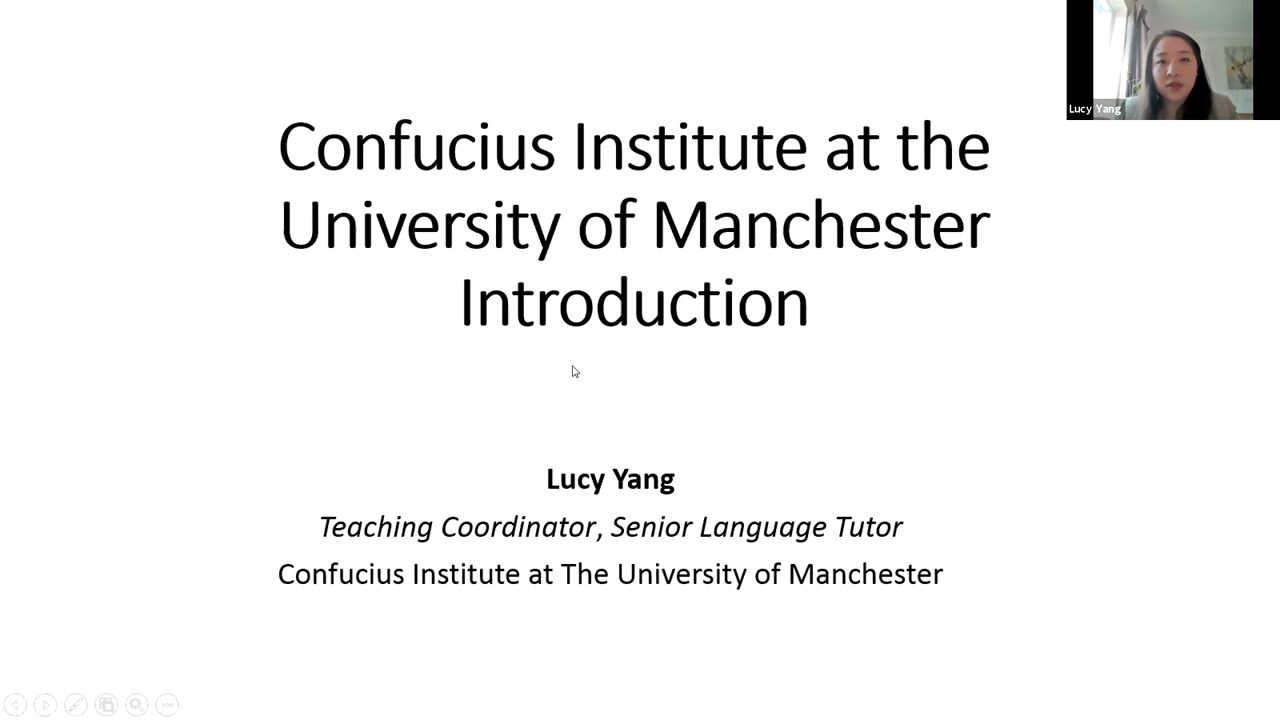 Lucy Yang
Confucius Institute at the
University of Manchester
Introduction
Lucy Yang
Teaching Coordinator, Senior Language Tutor
Confucius Institute at The University of Manchester